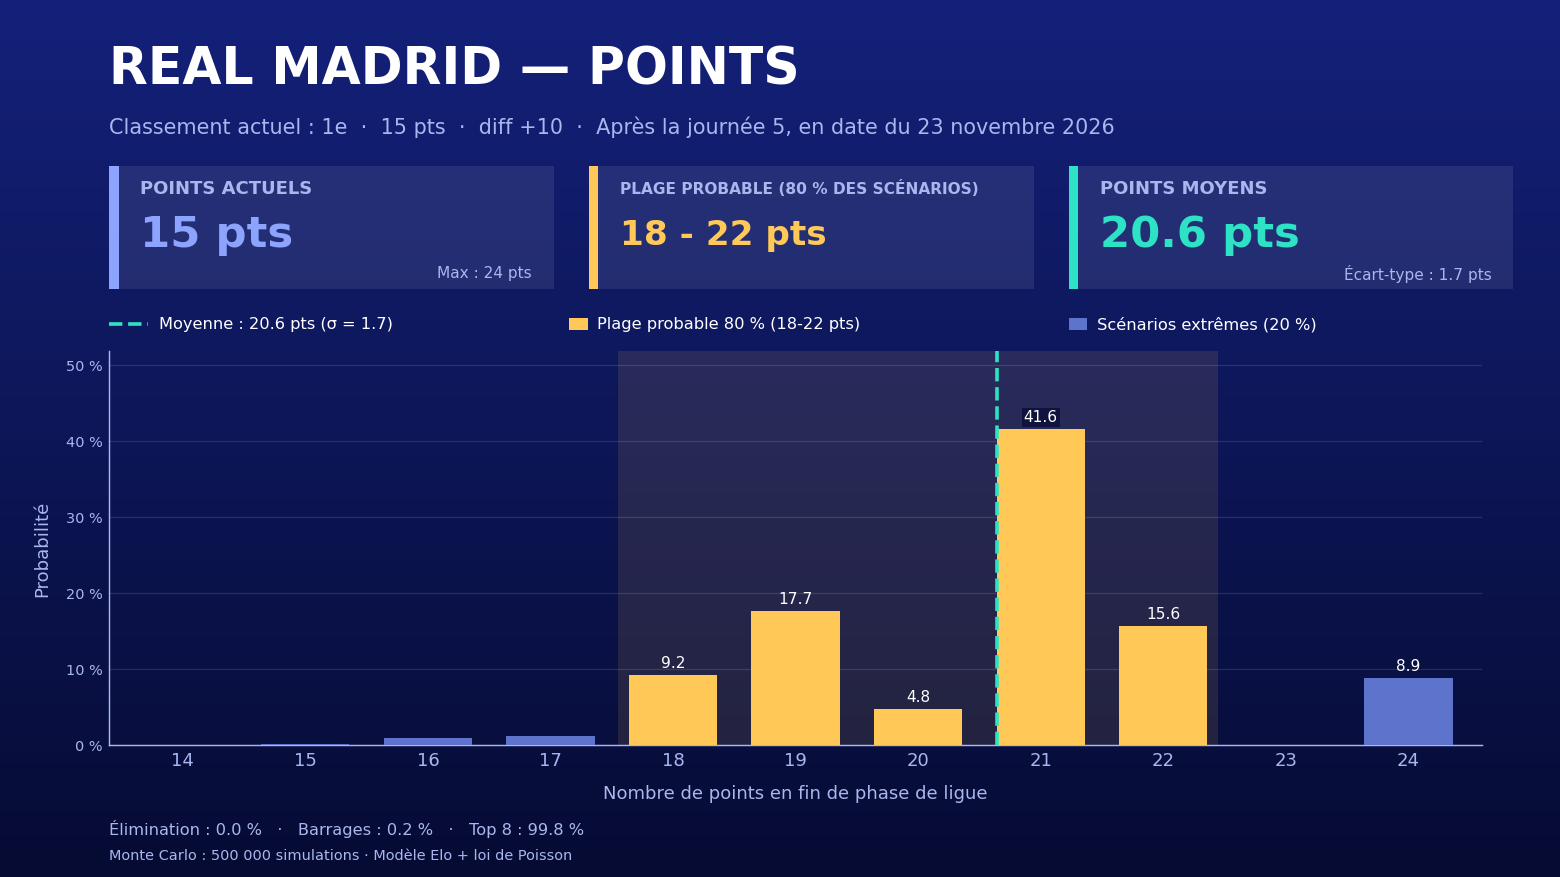 REAL MADRID — POINTS
Classement actuel : 1e · 15 pts · diff +10 · Après la journée 5, en date du 23 novembre 2026
POINTS ACTUELS
15 pts
Max : 24 pts
PLAGE PROBABLE (80 % DES SCÉNARIOS)
18 - 22 pts
POINTS MOYENS
20.6 pts
Écart-type : 1.7 pts
Moyenne : 20.6 pts (σ = 1.7)
Plage probable 80 % (18-22 pts)
Scénarios extrêmes (20 %)
Probabilité
50 %
40 %
30 %
20 %
10 %
0 %
9.2
17.7
4.8
41.6
15.6
8.9
14 15 16 17 18 19 20 21 22 23 24
Nombre de points en fin de phase de ligue
Élimination : 0.0 % · Barrages : 0.2 % · Top 8 : 99.8 %
Monte Carlo : 500 000 simulations · Modèle Elo + loi de Poisson